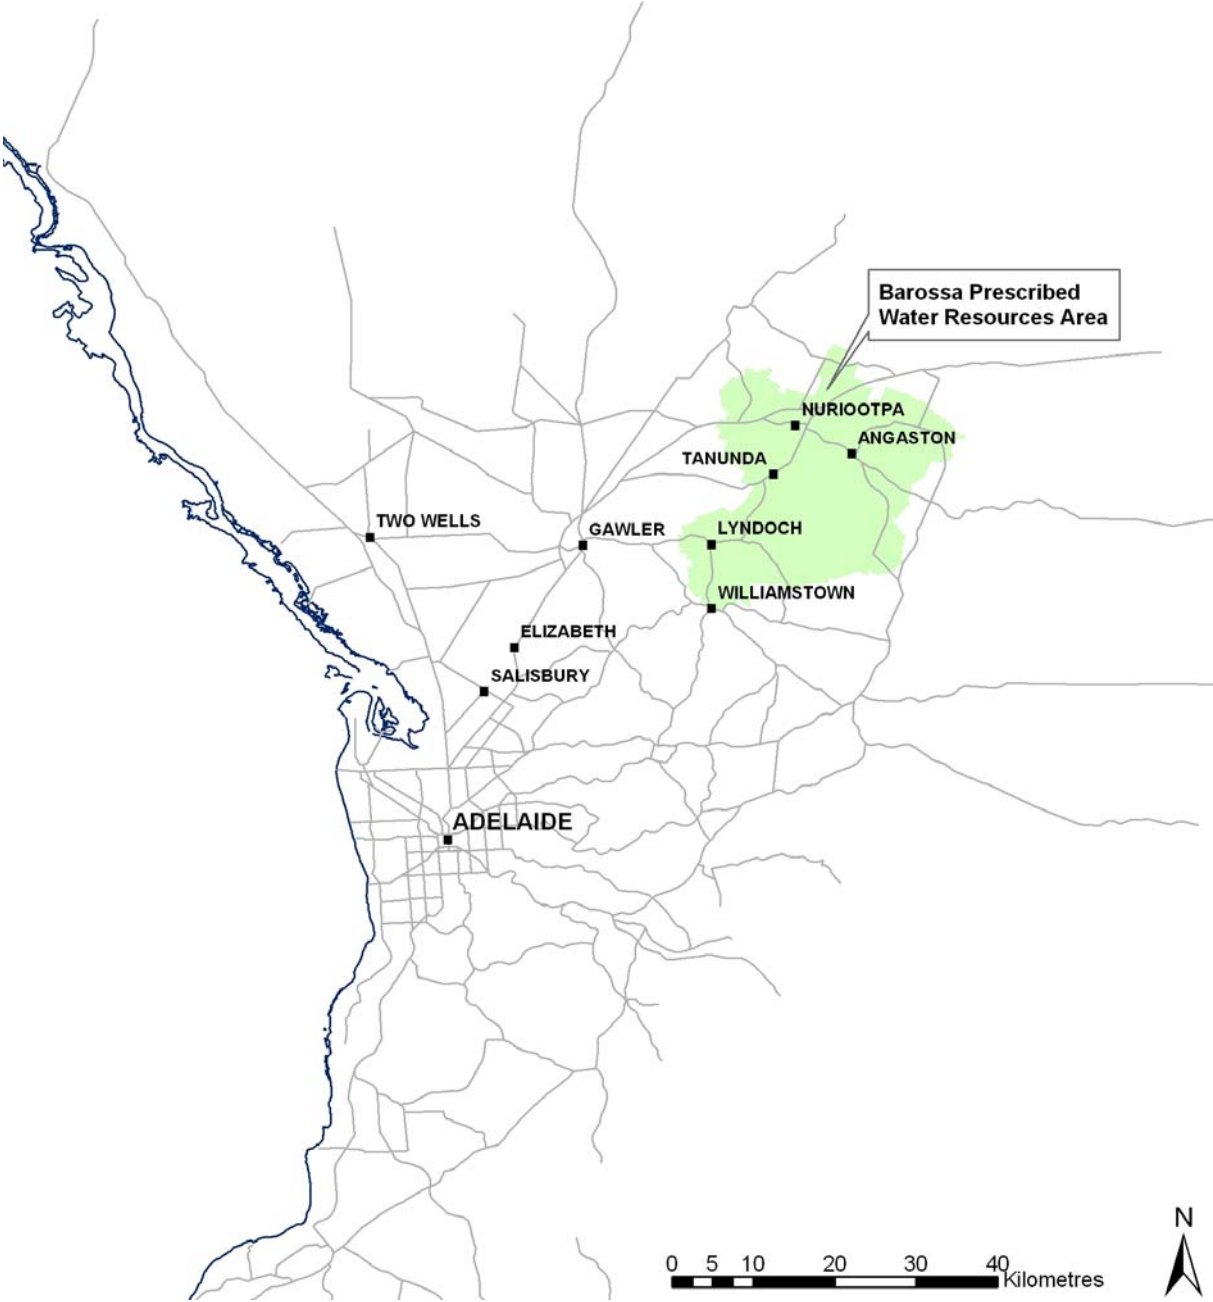 Barossa Prescribed
Water Resources Area
NURIOOTPA
ANGASTON
TANUNDA
TWO WELLS
GAWLER
LYNDOCH
WILLIAMSTOWN
ELIZABETH
SALISBURY
ADELAIDE
N
0 5 10 20 30 40
Kilometres